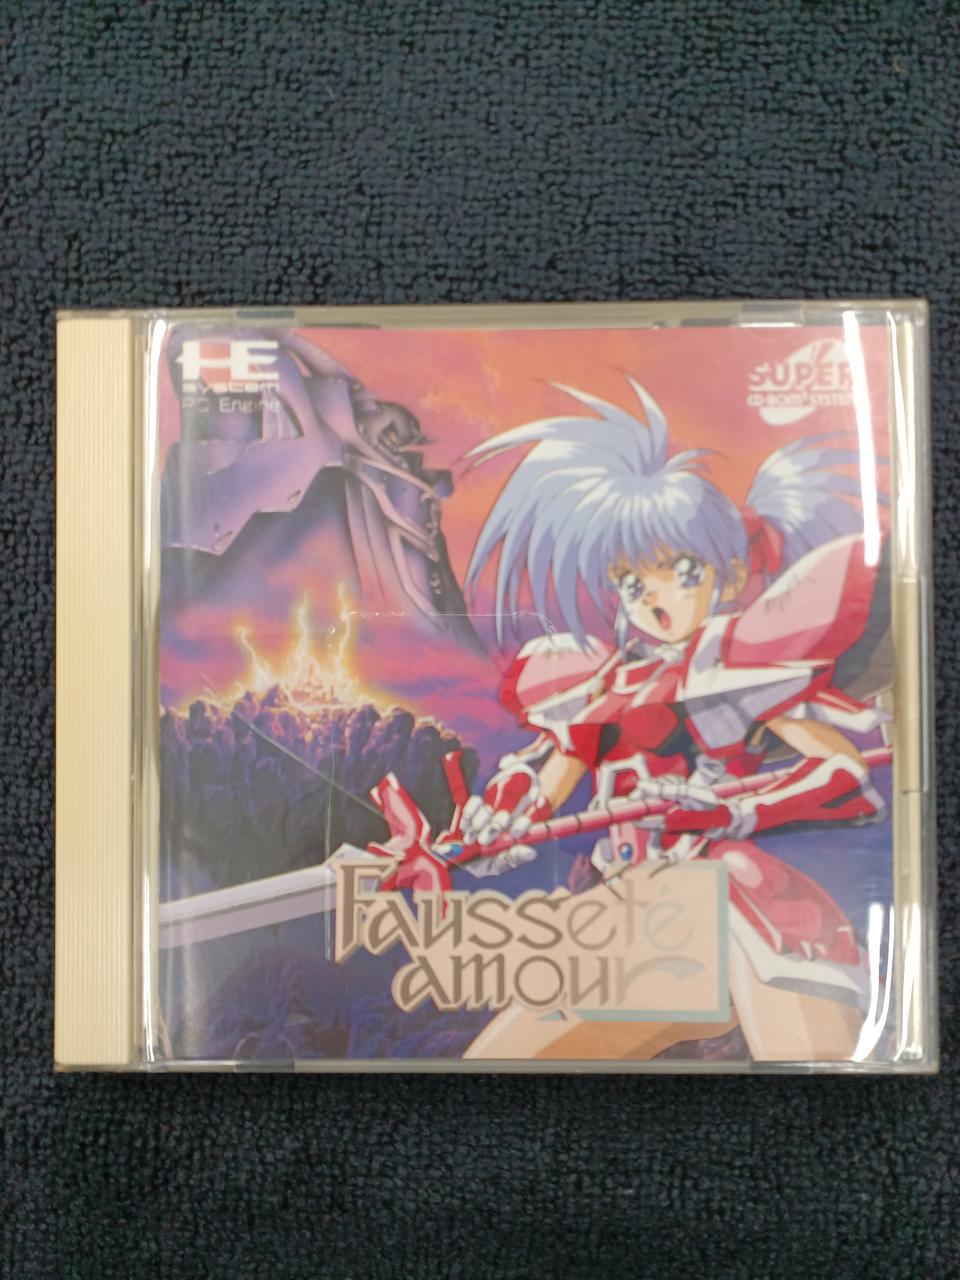 HE
system
PC Engine
SUPER
CD-ROM² SYSTEM
Fausseté
amour